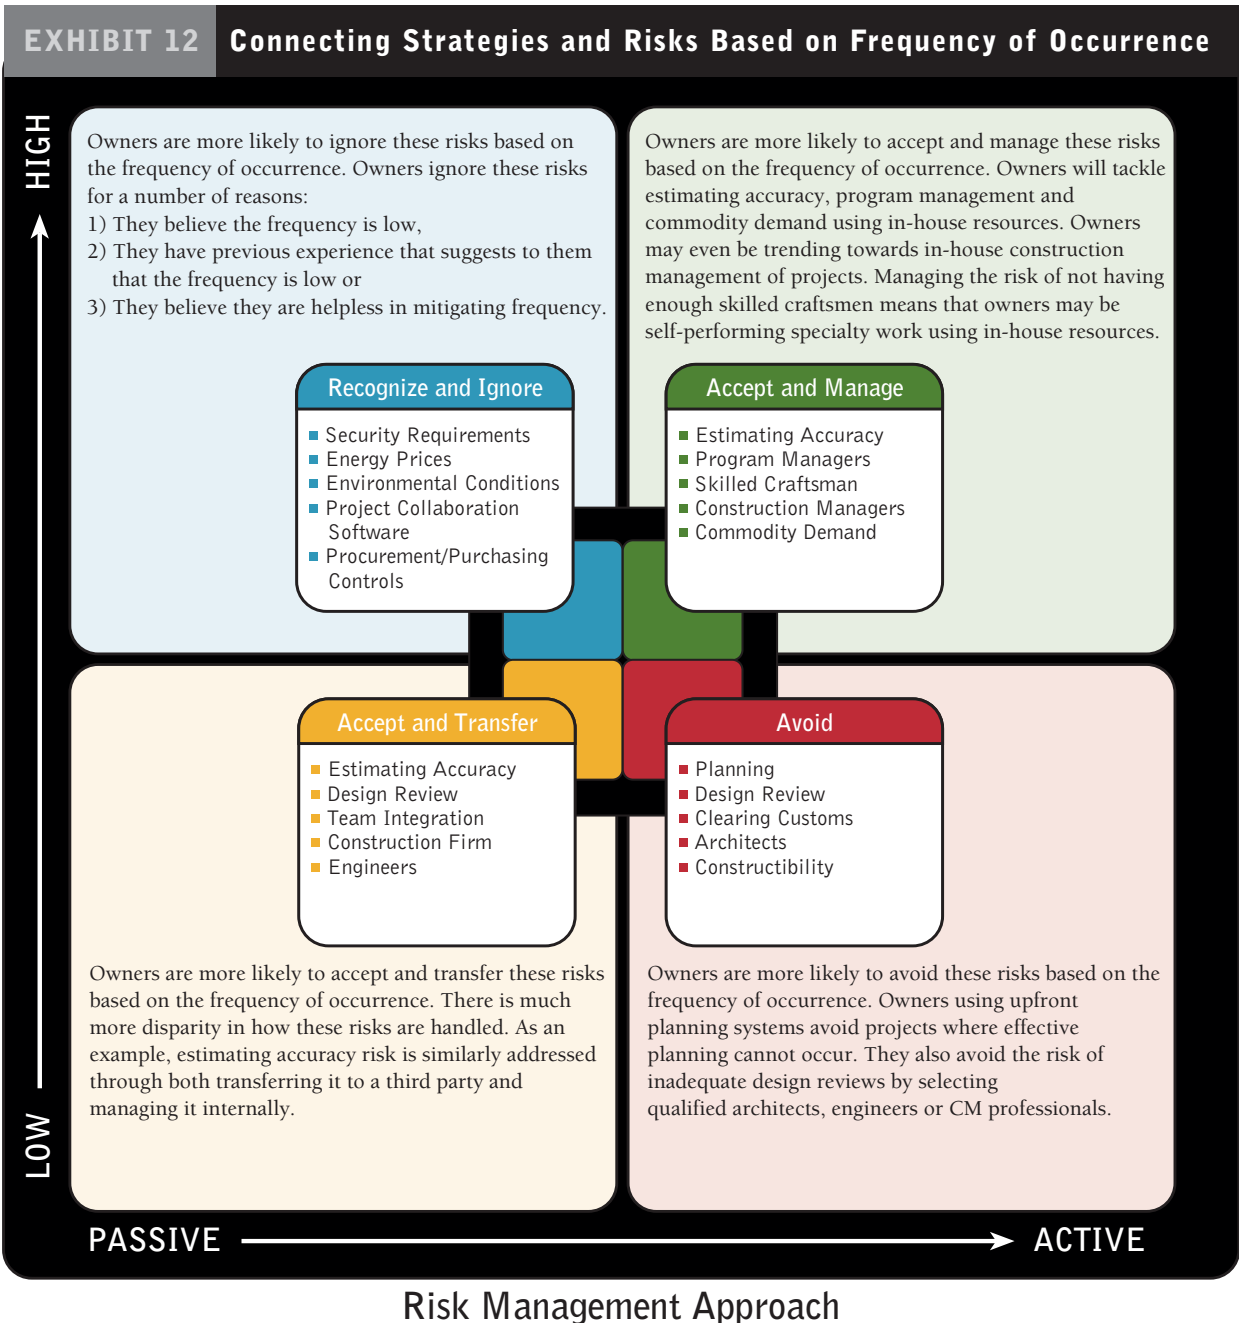 EXHIBIT 12 Connecting Strategies and Risks Based on Frequency of Occurrence
HIGH
Owners are more likely to ignore these risks based on
the frequency of occurrence. Owners ignore these risks
for a number of reasons:
1) They believe the frequency is low,
2) They have previous experience that suggests to them
that the frequency is low or
3) They believe they are helpless in mitigating frequency.
Recognize and Ignore
Security Requirements
Energy Prices
Environmental Conditions
Project Collaboration
Software
Procurement/Purchasing
Controls
Owners are more likely to accept and manage these risks
based on the frequency of occurrence. Owners will tackle
estimating accuracy, program management and
commodity demand using in-house resources. Owners
may even be trending towards in-house construction
management of projects. Managing the risk of not having
enough skilled craftsmen means that owners may be
self-performing specialty work using in-house resources.
Accept and Manage
Estimating Accuracy
Program Managers
Skilled Craftsman
Construction Managers
Commodity Demand
Accept and Transfer
Estimating Accuracy
Design Review
Team Integration
Construction Firm
Engineers
Owners are more likely to accept and transfer these risks
based on the frequency of occurrence. There is much
more disparity in how these risks are handled. As an
example, estimating accuracy risk is similarly addressed
through both transferring it to a third party and
managing it internally.
Avoid
Planning
Design Review
Clearing Customs
Architects
Constructibility
Owners are more likely to avoid these risks based on the
frequency of occurrence. Owners using upfront
planning systems avoid projects where effective
planning cannot occur. They also avoid the risk of
inadequate design reviews by selecting
qualified architects, engineers or CM professionals.
LOW
PASSIVE
ACTIVE
Risk Management Approach